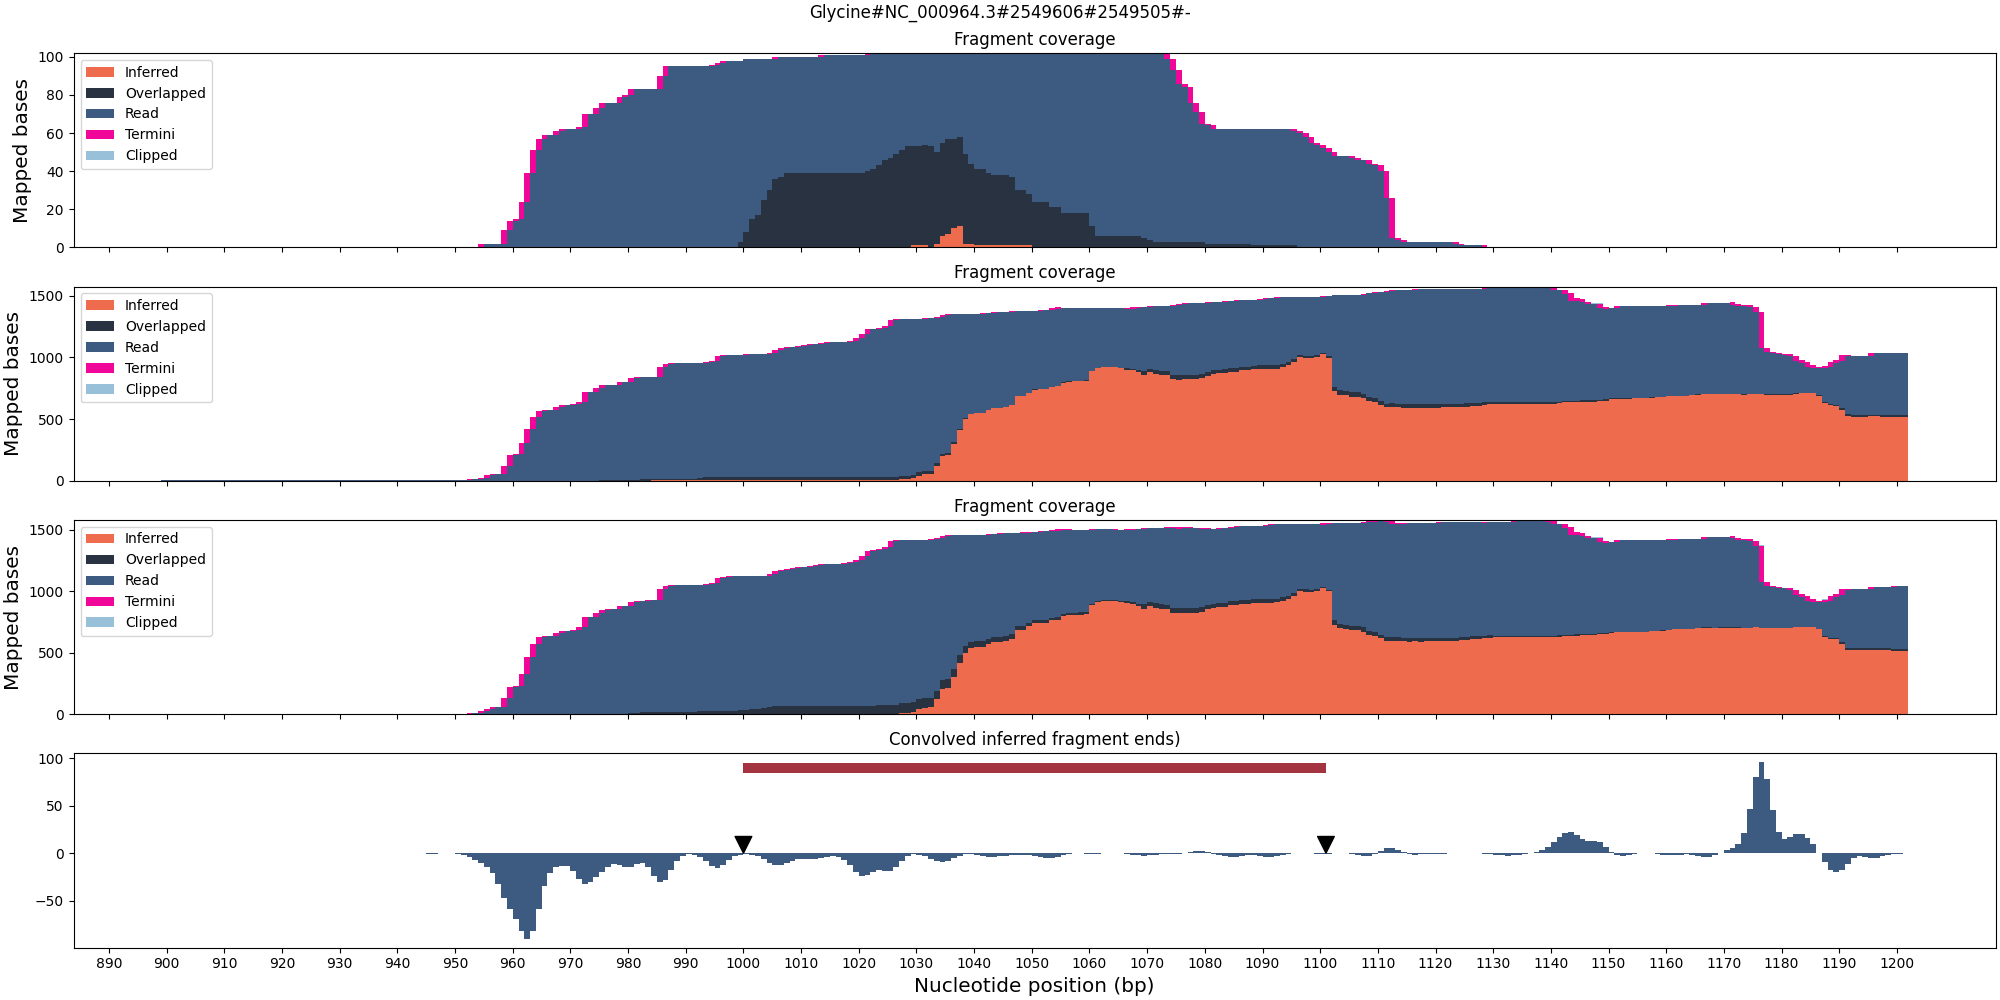 Glycine#NC_000964.3#2549606#2549505#-
Fragment coverage
Mapped bases
100
80
60
40
20
0
Inferred
Overlapped
Read
Termini
Clipped
Fragment coverage
Mapped bases
1500
1000
500
0
Inferred
Overlapped
Read
Termini
Clipped
Fragment coverage
Mapped bases
1500
1000
500
0
Inferred
Overlapped
Read
Termini
Clipped
Convolved inferred fragment ends)
100
50
0
−50
890 900 910 920 930 940 950 960 970 980 990 1000 1010 1020 1030 1040 1050 1060 1070 1080 1090 1100 1110 1120 1130 1140 1150 1160 1170 1180 1190 1200
Nucleotide position (bp)